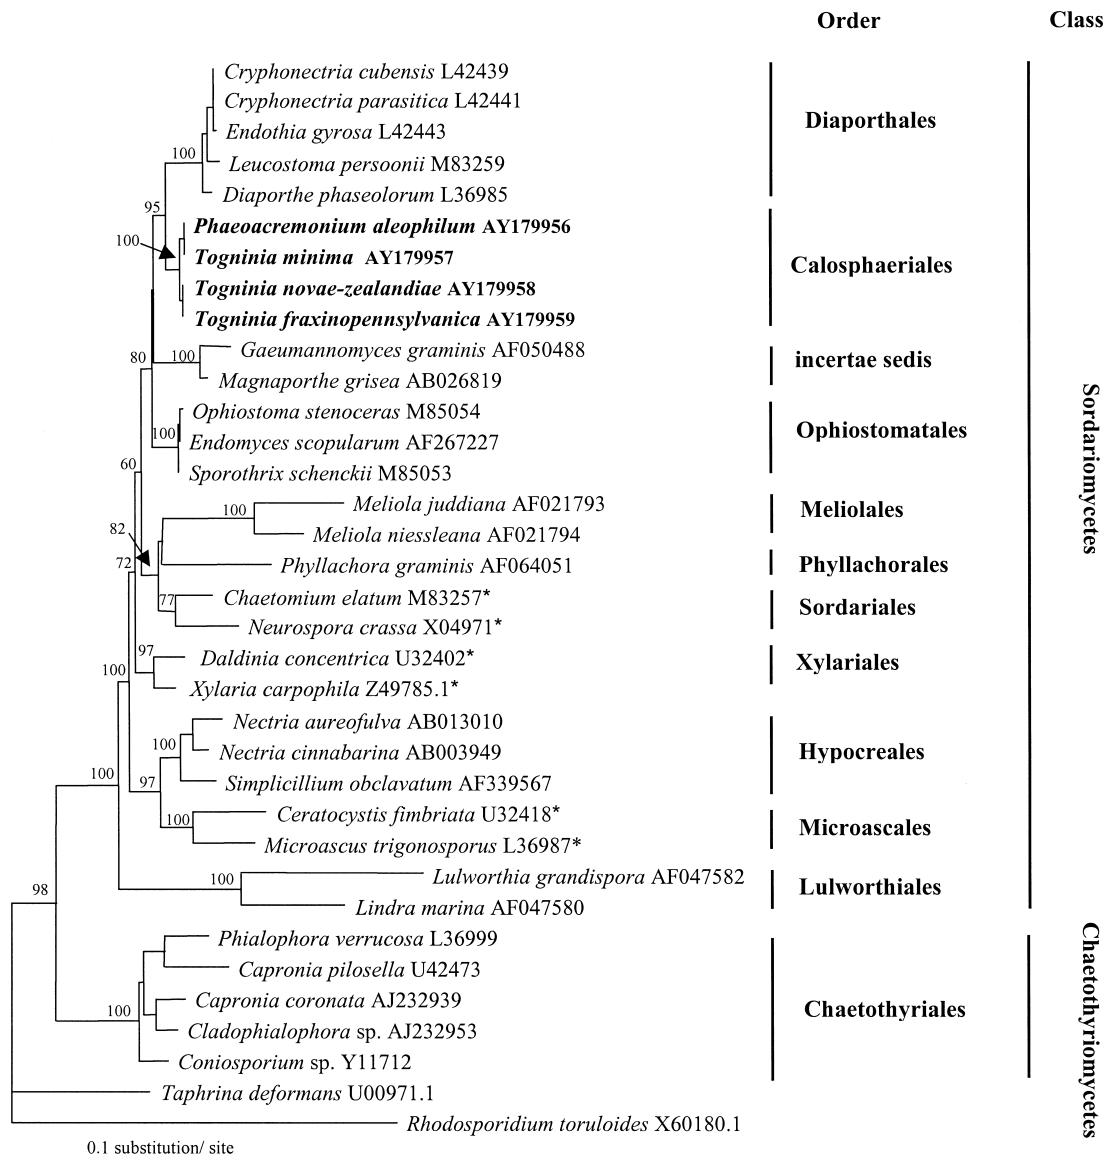 Order Class
Cryphonectria cubensis L42439
Cryphonectria parasitica L42441
Diaporthales
Endothia gyrosa L42443
100
Leucostoma persoonii M83259
Diaporthe phaseolorum L36985
95
Phaeoacremonium aleophilum AY179956
100
Togninia minima AY179957
Calosphaeriales
Togninia novae-zealandiae AY179958
Togninia fraxinopennsylvanica AY179959
Gaeumannomyces graminis AF050488
80 100
incertae sedis
Magnaporthe grisea AB026819
Ophiostoma stenoceras M85054
100
Ophiostomatales
Endomyces scopularum AF267227
60
Sporothrix schenckii M85053
Sordariomycetes
Meliola juddiana AF021793
100
Meliolales
82
Meliola niessleana AF021794
72
Phyllachora graminis AF064051
Phyllachorales
77
Chaetomium elatum M83257*
Sordariales
Neurospora crassa X04971*
97
Daldinia concentrica U32402*
Xylariales
100
Xylaria carpophila Z49785.1*
Nectria aureofulva AB013010
100
Nectria cinnabarina AB003949
Hypocreales
100 97
Simplicillium obclavatum AF339567
Ceratocystis fimbriata U32418*
100
Microascales
Microascus trigonosporus L36987*
Lulworthia grandispora AF047582
98 100
Lulworthiales
Lindra marina AF047580
Phialophora verrucosa L36999
Capronia pilosella U42473
Capronia coronata AJ232939
100
Chaetothyriales
Chaetothyriomycetes
Cladophialophora sp. AJ232953
Coniosporium sp. Y11712
Taphrina deformans U00971.1
Rhodosporidium toruloides X60180.1
0.1 substitution/ site